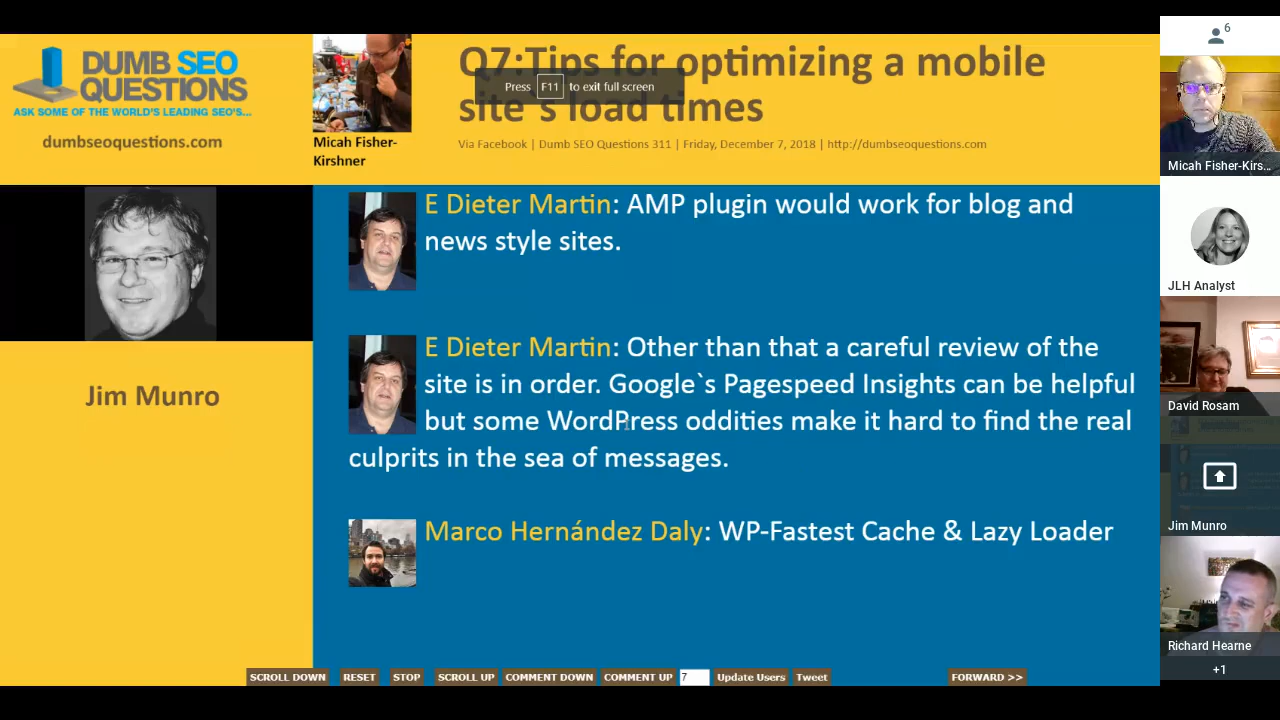 DUMB SEO
QUESTIONS
ASK SOME OF THE WORLD'S LEADING SEO'S...
dumbseoquestions.com
Micah Fisher-
Kirshner
Q7:Tips for optimizing a mobile
site`s load times
Press F11 to exit full screen
Via Facebook | Dumb SEO Questions 311 | Friday, December 7, 2018 | http://dumbseoquestions.com
Jim Munro
E Dieter Martin: AMP plugin would work for blog and
news style sites.
E Dieter Martin: Other than that a careful review of the
site is in order. Google`s Pagespeed Insights can be helpful
but some WordPress oddities make it hard to find the real
culprits in the sea of messages.
Marco Hernández Daly: WP-Fastest Cache & Lazy Loader
SCROLL DOWN RESET STOP SCROLL UP COMMENT DOWN COMMENT UP 7 Update Users Tweet FORWARD >>
6
Micah Fisher-Kirs...
JLH Analyst
David Rosam
Jim Munro
Richard Hearne
+1